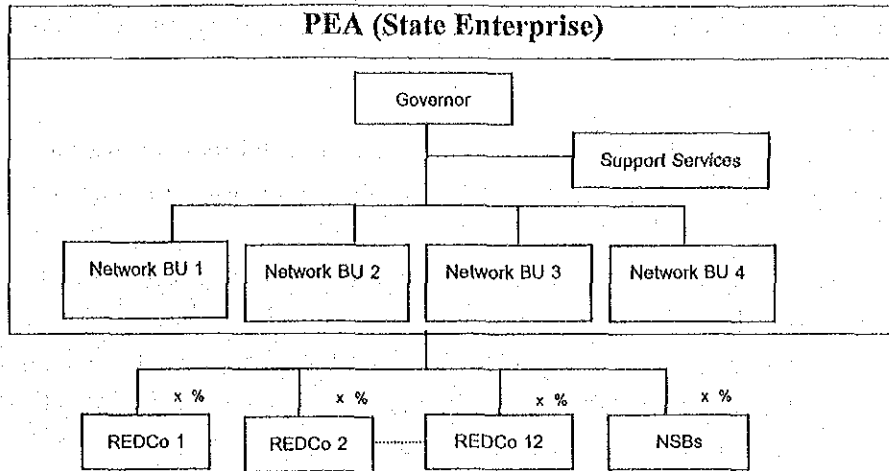 PEA (State Enterprise)
Governor
Support Services
Network BU 1
Network BU 2
Network BU 3
Network BU 4
x %
x %
x %
x %
REDCo 1
REDCo 2
REDCo 12
NSBs